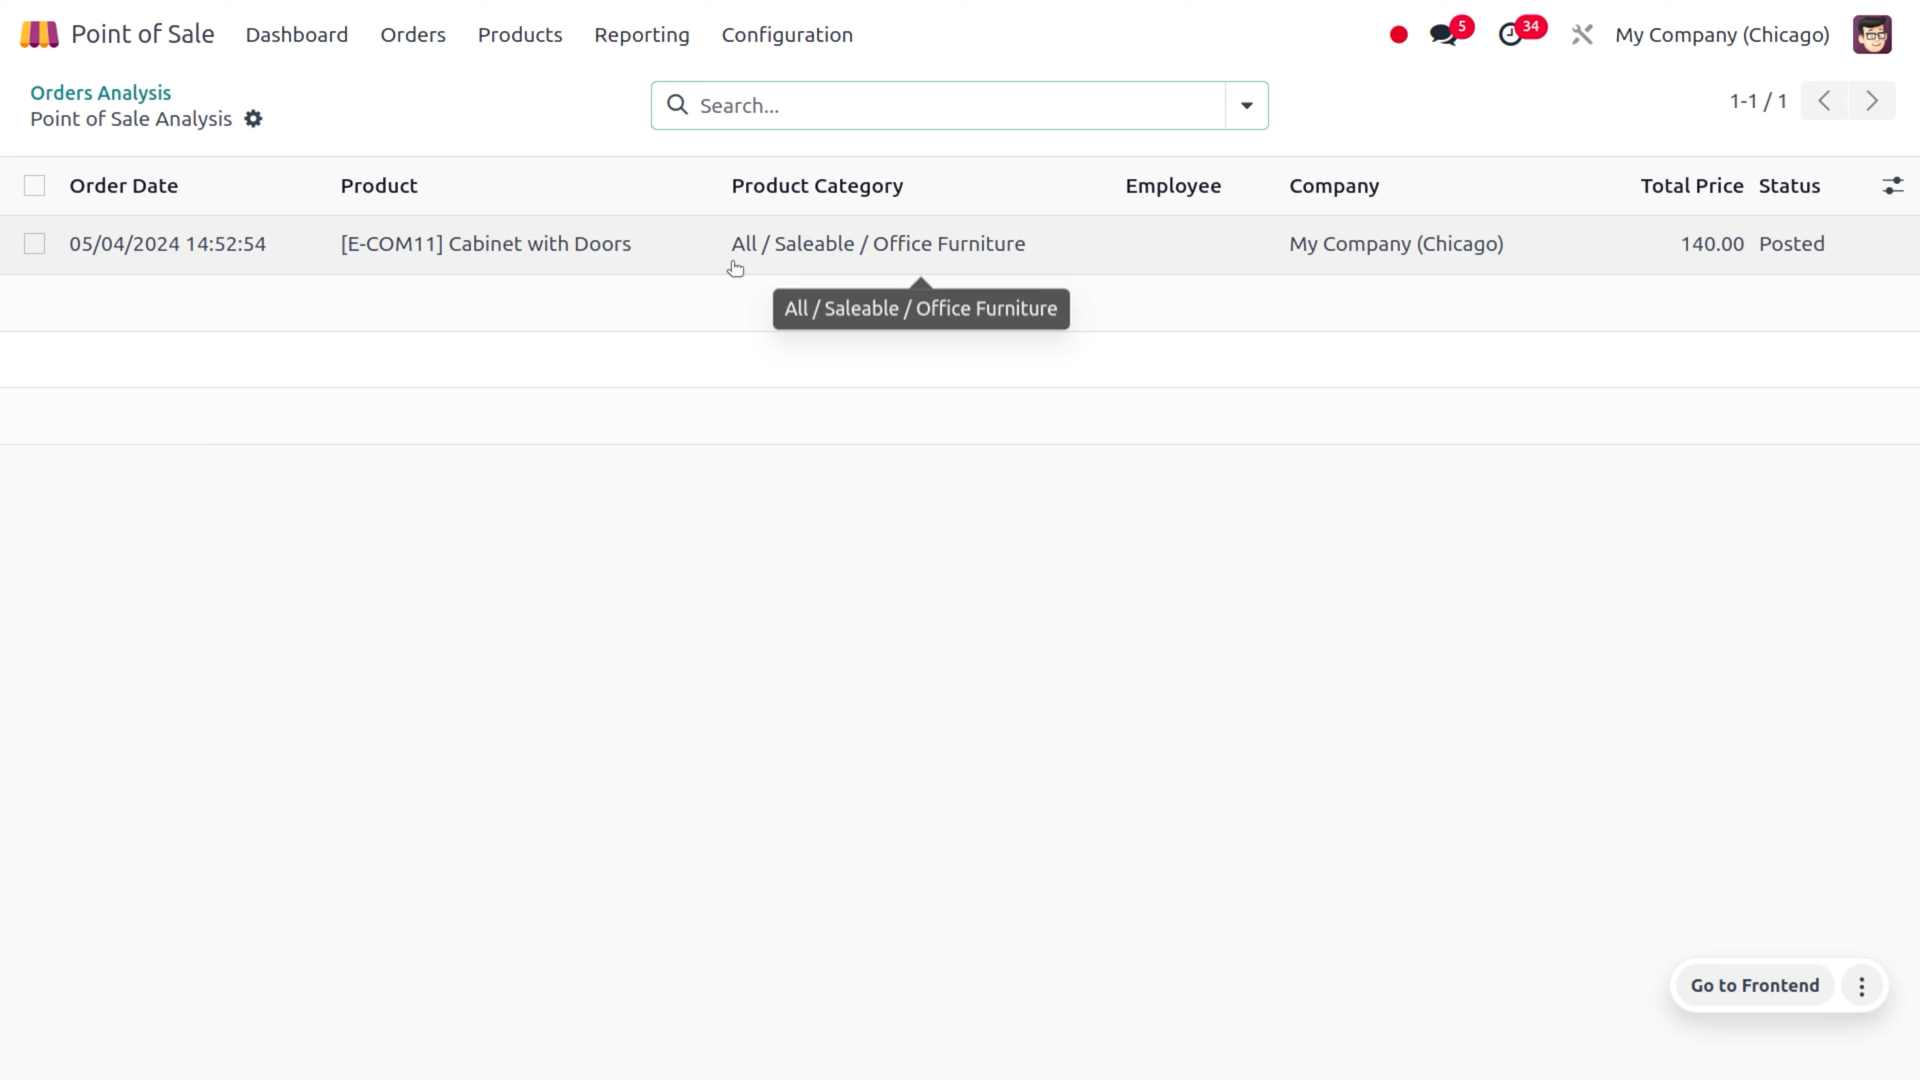 Point of Sale Dashboard Orders Products Reporting Configuration 5 34 My Company (Chicago)
Orders Analysis
Point of Sale Analysis
Search...
1-1 / 1
Order Date Product Product Category Employee Company Total Price Status
05/04/2024 14:52:54 [E-COM11] Cabinet with Doors All / Saleable / Office Furniture My Company (Chicago) 140.00 Posted
All / Saleable / Office Furniture
Go to Frontend